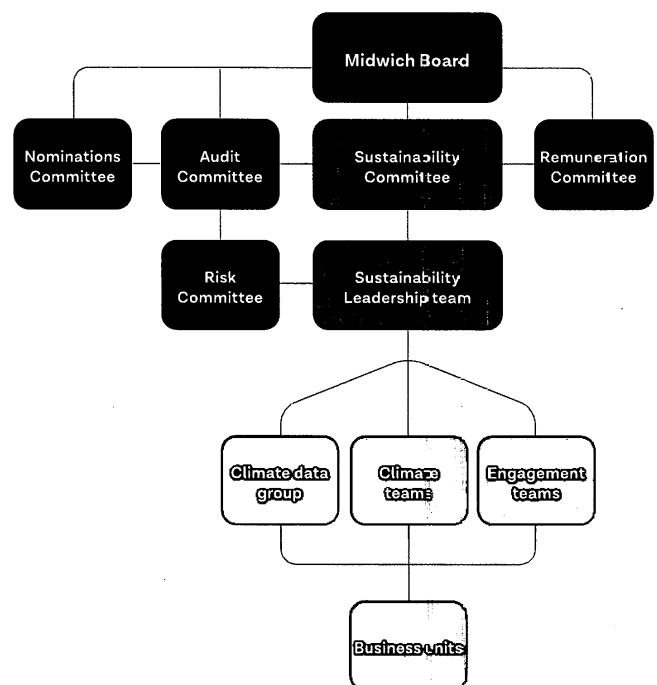 Midwich Board
Nominations
Committee
Audit
Committee
Sustainability
Committee
Remuneration
Committee
Risk
Committee
Sustainability
Leadership team
Climate data
group
Climate
teams
Engagement
teams
Business units